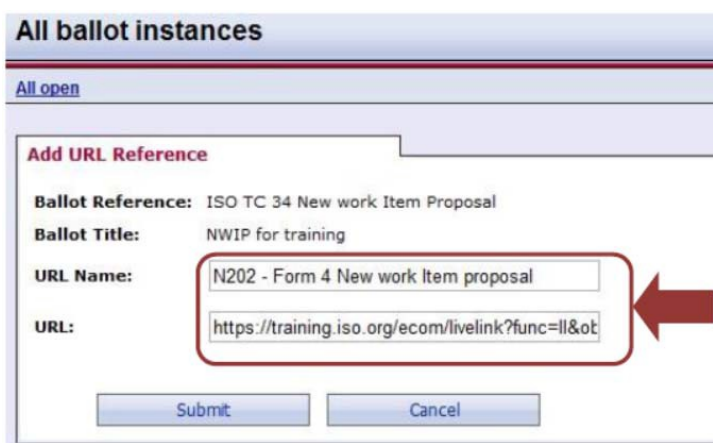 All ballot instances
All open
Add URL Reference
Ballot Reference: ISO TC 34 New work Item Proposal
Ballot Title: NWIP for training
URL Name: N202 - Form 4 New work Item proposal
URL: https://training.iso.org/ecom/livelink?func=ll&ob
Submit Cancel